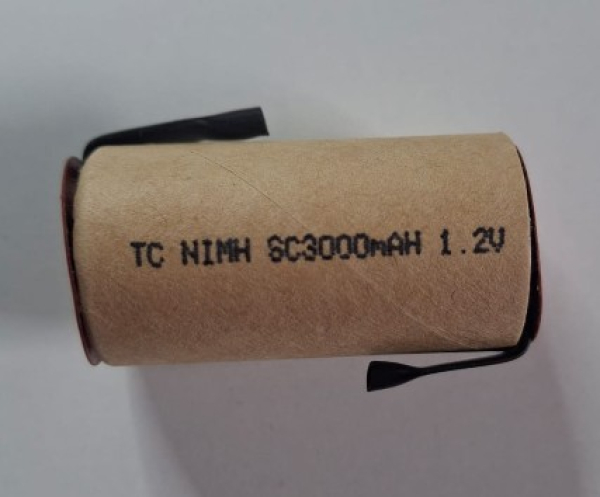 TC NIMH SC3000mAH 1.2V